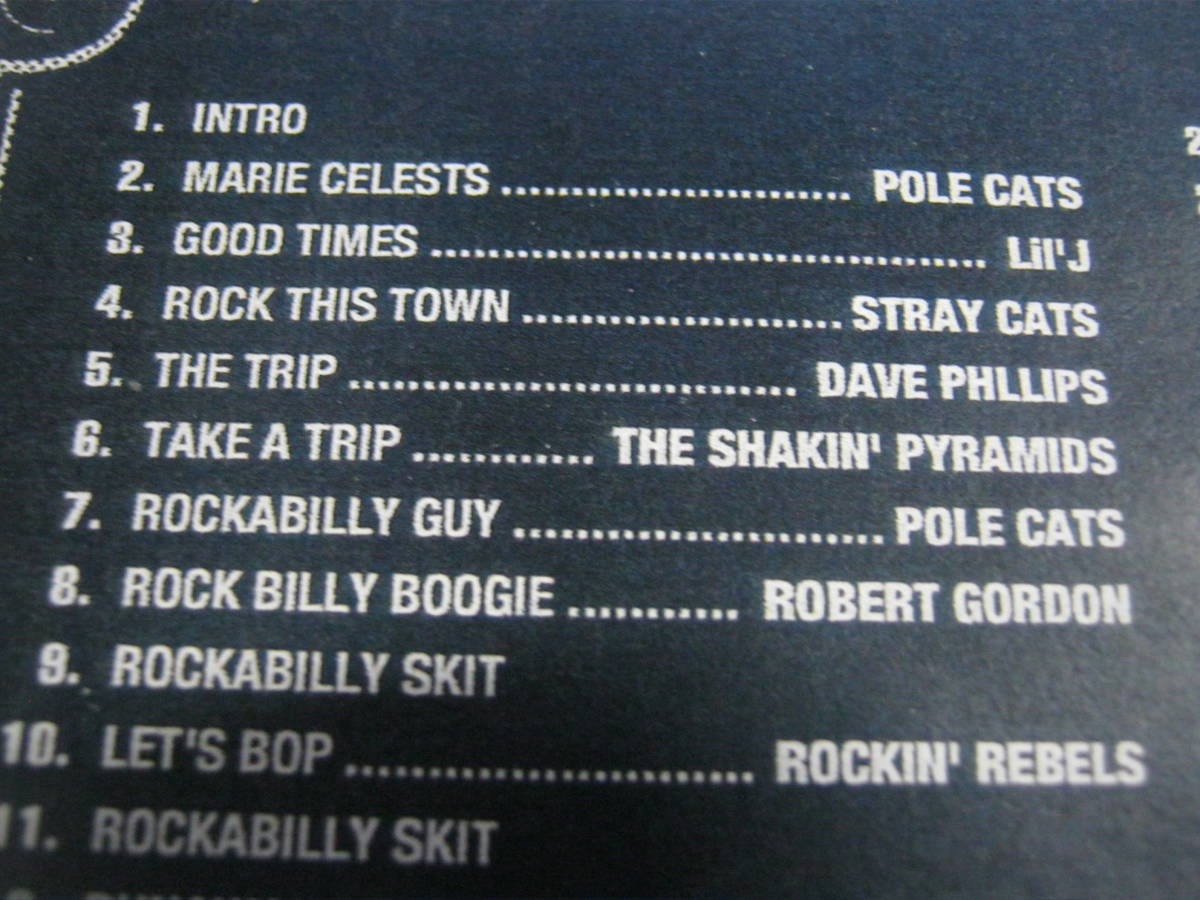 1. INTRO
2. MARIE CELESTS ................................ POLE CATS
3. GOOD TIMES ................................................ Lil'J
4. ROCK THIS TOWN ............................ STRAY CATS
5. THE TRIP ...................................... DAVE PHLLIPS
6. TAKE A TRIP ............... THE SHAKIN' PYRAMIDS
7. ROCKABILLY GUY .............................. POLE CATS
8. ROCK BILLY BOOGIE ............. ROBERT GORDON
9. ROCKABILLY SKIT
10. LET'S BOP ............................... ROCKIN' REBELS
11. ROCKABILLY SKIT